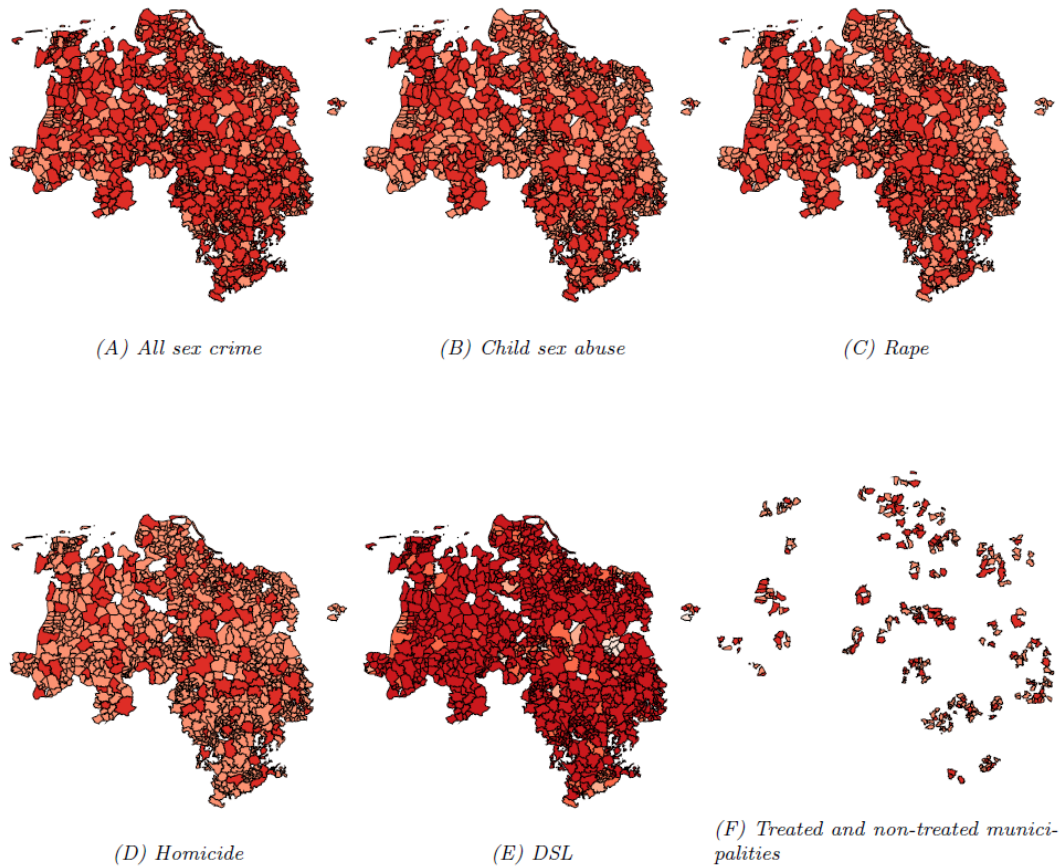 (A) All sex crime
(B) Child sex abuse
(C) Rape
(D) Homicide
(E) DSL
(F) Treated and non-treated munici-
palities